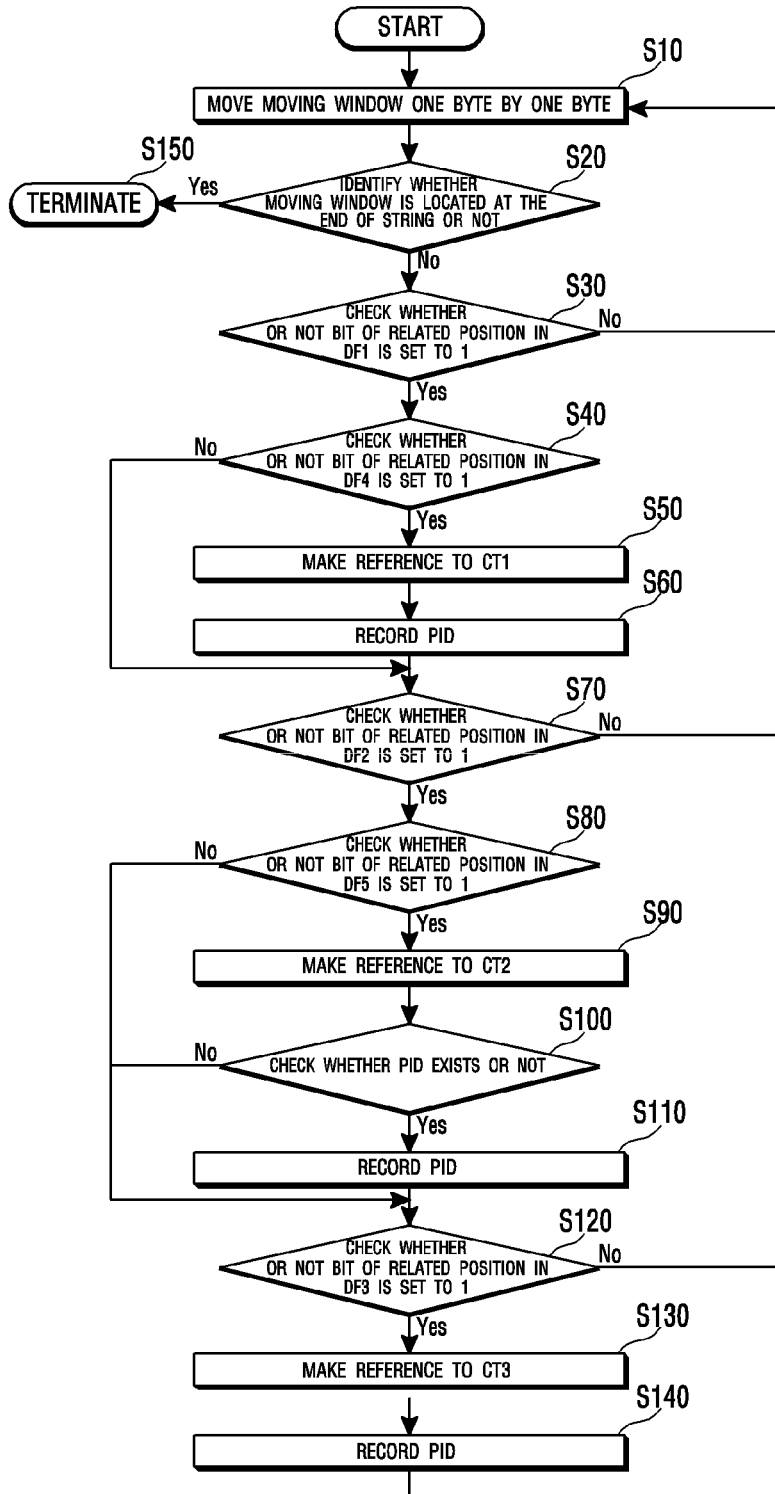 START
S10
MOVE MOVING WINDOW ONE BYTE BY ONE BYTE
S150
S20
TERMINATE
Yes
IDENTIFY WHETHER
MOVING WINDOW IS LOCATED AT THE
END OF STRING OR NOT
No
S30
CHECK WHETHER
OR NOT BIT OF RELATED POSITION IN
DF1 IS SET TO 1
No
Yes
S40
No
CHECK WHETHER
OR NOT BIT OF RELATED POSITION IN
DF4 IS SET TO 1
Yes
S50
MAKE REFERENCE TO CT1
S60
RECORD PID
S70
CHECK WHETHER
OR NOT BIT OF RELATED POSITION IN
DF2 IS SET TO 1
No
Yes
S80
No
CHECK WHETHER
OR NOT BIT OF RELATED POSITION IN
DF5 IS SET TO 1
Yes
S90
MAKE REFERENCE TO CT2
S100
No
CHECK WHETHER PID EXISTS OR NOT
Yes
S110
RECORD PID
S120
CHECK WHETHER
OR NOT BIT OF RELATED POSITION IN
DF3 IS SET TO 1
No
Yes
S130
MAKE REFERENCE TO CT3
S140
RECORD PID